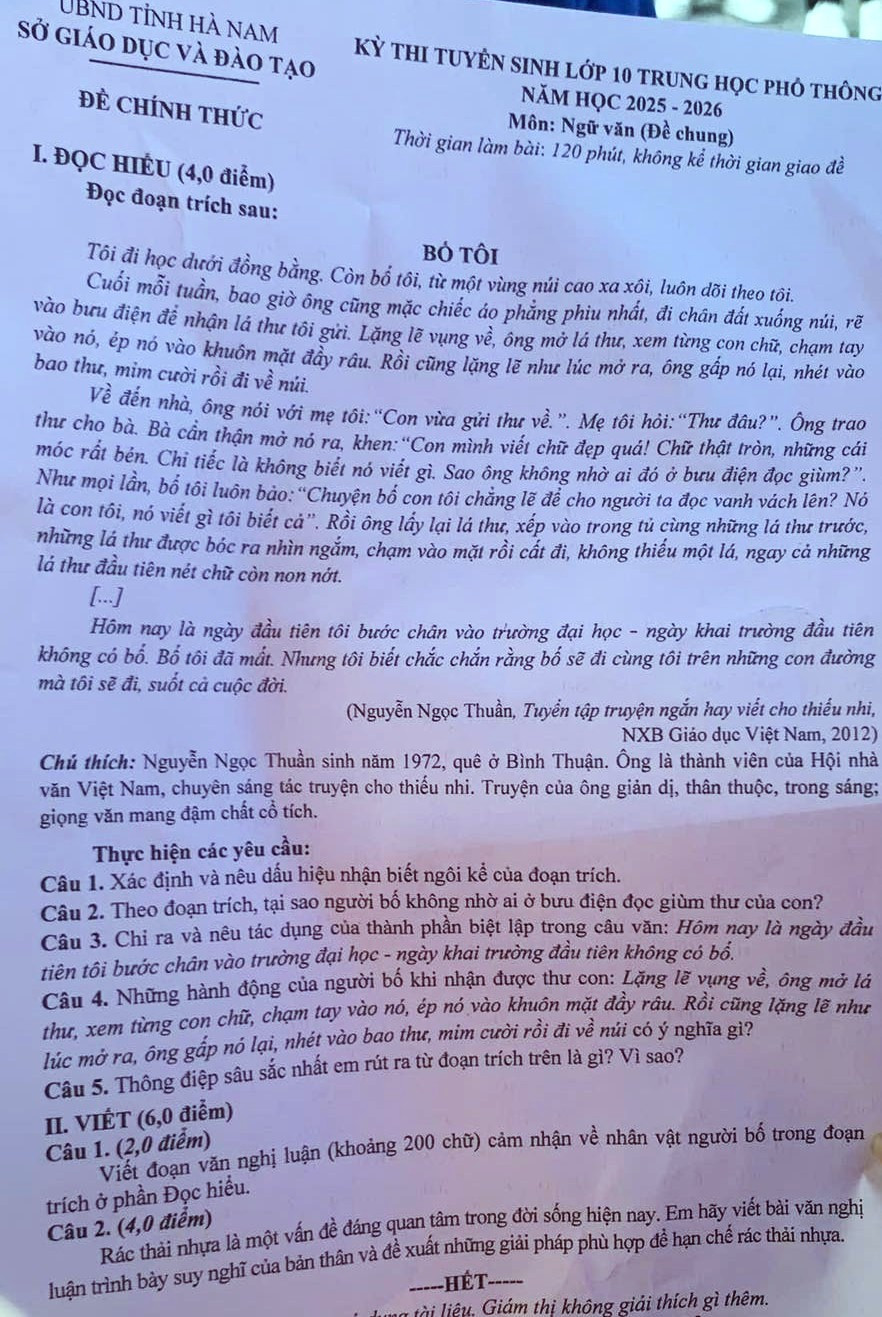 UBND TỈNH HÀ NAM
SỞ GIÁO DỤC VÀ ĐÀO TẠO
ĐỀ CHÍNH THỨC
KỲ THI TUYỂN SINH LỚP 10 TRUNG HỌC PHỔ THÔNG
NĂM HỌC 2025 - 2026
Môn: Ngữ văn (Đề chung)
Thời gian làm bài: 120 phút, không kể thời gian giao đề
I. ĐỌC HIỂU (4,0 điểm)
Đọc đoạn trích sau:
BỐ TÔI
Tôi đi học dưới đồng bằng. Còn bố tôi, từ một vùng núi cao xa xôi, luôn dõi theo tôi.
Cuối mỗi tuần, bao giờ ông cũng mặc chiếc áo phẳng phiu nhất, đi chân đất xuống núi, rẽ
vào bưu điện để nhận lá thư tôi gửi. Lặng lẽ vụng về, ông mở lá thư, xem từng con chữ, chạm tay
vào nó, ép nó vào khuôn mặt đầy râu. Rồi cũng lặng lẽ như lúc mở ra, ông gấp nó lại, nhét vào
bao thư, mỉm cười rồi đi về núi.
Về đến nhà, ông nói với mẹ tôi: “Con vừa gửi thư về.”. Mẹ tôi hỏi: “Thư đâu?”. Ông trao
thư cho bà. Bà cẩn thận mở nó ra, khen: “Con mình viết chữ đẹp quá! Chữ thật tròn, những cái
móc rất bén. Chỉ tiếc là không biết nó viết gì. Sao ông không nhờ ai đó ở bưu điện đọc giùm?”.
Như mọi lần, bố tôi luôn bảo: “Chuyện bố con tôi chẳng lẽ để cho người ta đọc vanh vách lên? Nó
là con tôi, nó viết gì tôi biết cả”. Rồi ông lấy lại lá thư, xếp vào trong tủ cùng những lá thư trước,
những lá thư được bóc ra nhìn ngắm, chạm vào mặt rồi cất đi, không thiếu một lá, ngay cả những
lá thư đầu tiên nét chữ còn non nớt.
[...]
Hôm nay là ngày đầu tiên tôi bước chân vào trường đại học - ngày khai trường đầu tiên
không có bố. Bố tôi đã mất. Nhưng tôi biết chắc chắn rằng bố sẽ đi cùng tôi trên những con đường
mà tôi sẽ đi, suốt cả cuộc đời.
(Nguyễn Ngọc Thuần, Tuyển tập truyện ngắn hay viết cho thiếu nhi,
NXB Giáo dục Việt Nam, 2012)
Chú thích: Nguyễn Ngọc Thuần sinh năm 1972, quê ở Bình Thuận. Ông là thành viên của Hội nhà
văn Việt Nam, chuyên sáng tác truyện cho thiếu nhi. Truyện của ông giản dị, thân thuộc, trong sáng;
giọng văn mang đậm chất cổ tích.
Thực hiện các yêu cầu:
Câu 1. Xác định và nêu dấu hiệu nhận biết ngôi kể của đoạn trích.
Câu 2. Theo đoạn trích, tại sao người bố không nhờ ai ở bưu điện đọc giùm thư của con?
Câu 3. Chỉ ra và nêu tác dụng của thành phần biệt lập trong câu văn: Hôm nay là ngày đầu
tiên tôi bước chân vào trường đại học - ngày khai trường đầu tiên không có bố.
Câu 4. Những hành động của người bố khi nhận được thư con: Lặng lẽ vụng về, ông mở lá
thư, xem từng con chữ, chạm tay vào nó, ép nó vào khuôn mặt đầy râu. Rồi cũng lặng lẽ như
lúc mở ra, ông gấp nó lại, nhét vào bao thư, mỉm cười rồi đi về núi có ý nghĩa gì?
Câu 5. Thông điệp sâu sắc nhất em rút ra từ đoạn trích trên là gì? Vì sao?
II. VIẾT (6,0 điểm)
Câu 1. (2,0 điểm)
Viết đoạn văn nghị luận (khoảng 200 chữ) cảm nhận về nhân vật người bố trong đoạn
trích ở phần Đọc hiểu.
Câu 2. (4,0 điểm)
Rác thải nhựa là một vấn đề đáng quan tâm trong đời sống hiện nay. Em hãy viết bài văn nghị
luận trình bày suy nghĩ của bản thân và đề xuất những giải pháp phù hợp để hạn chế rác thải nhựa.
-----HẾT-----
tài liệu. Giám thị không giải thích gì thêm.